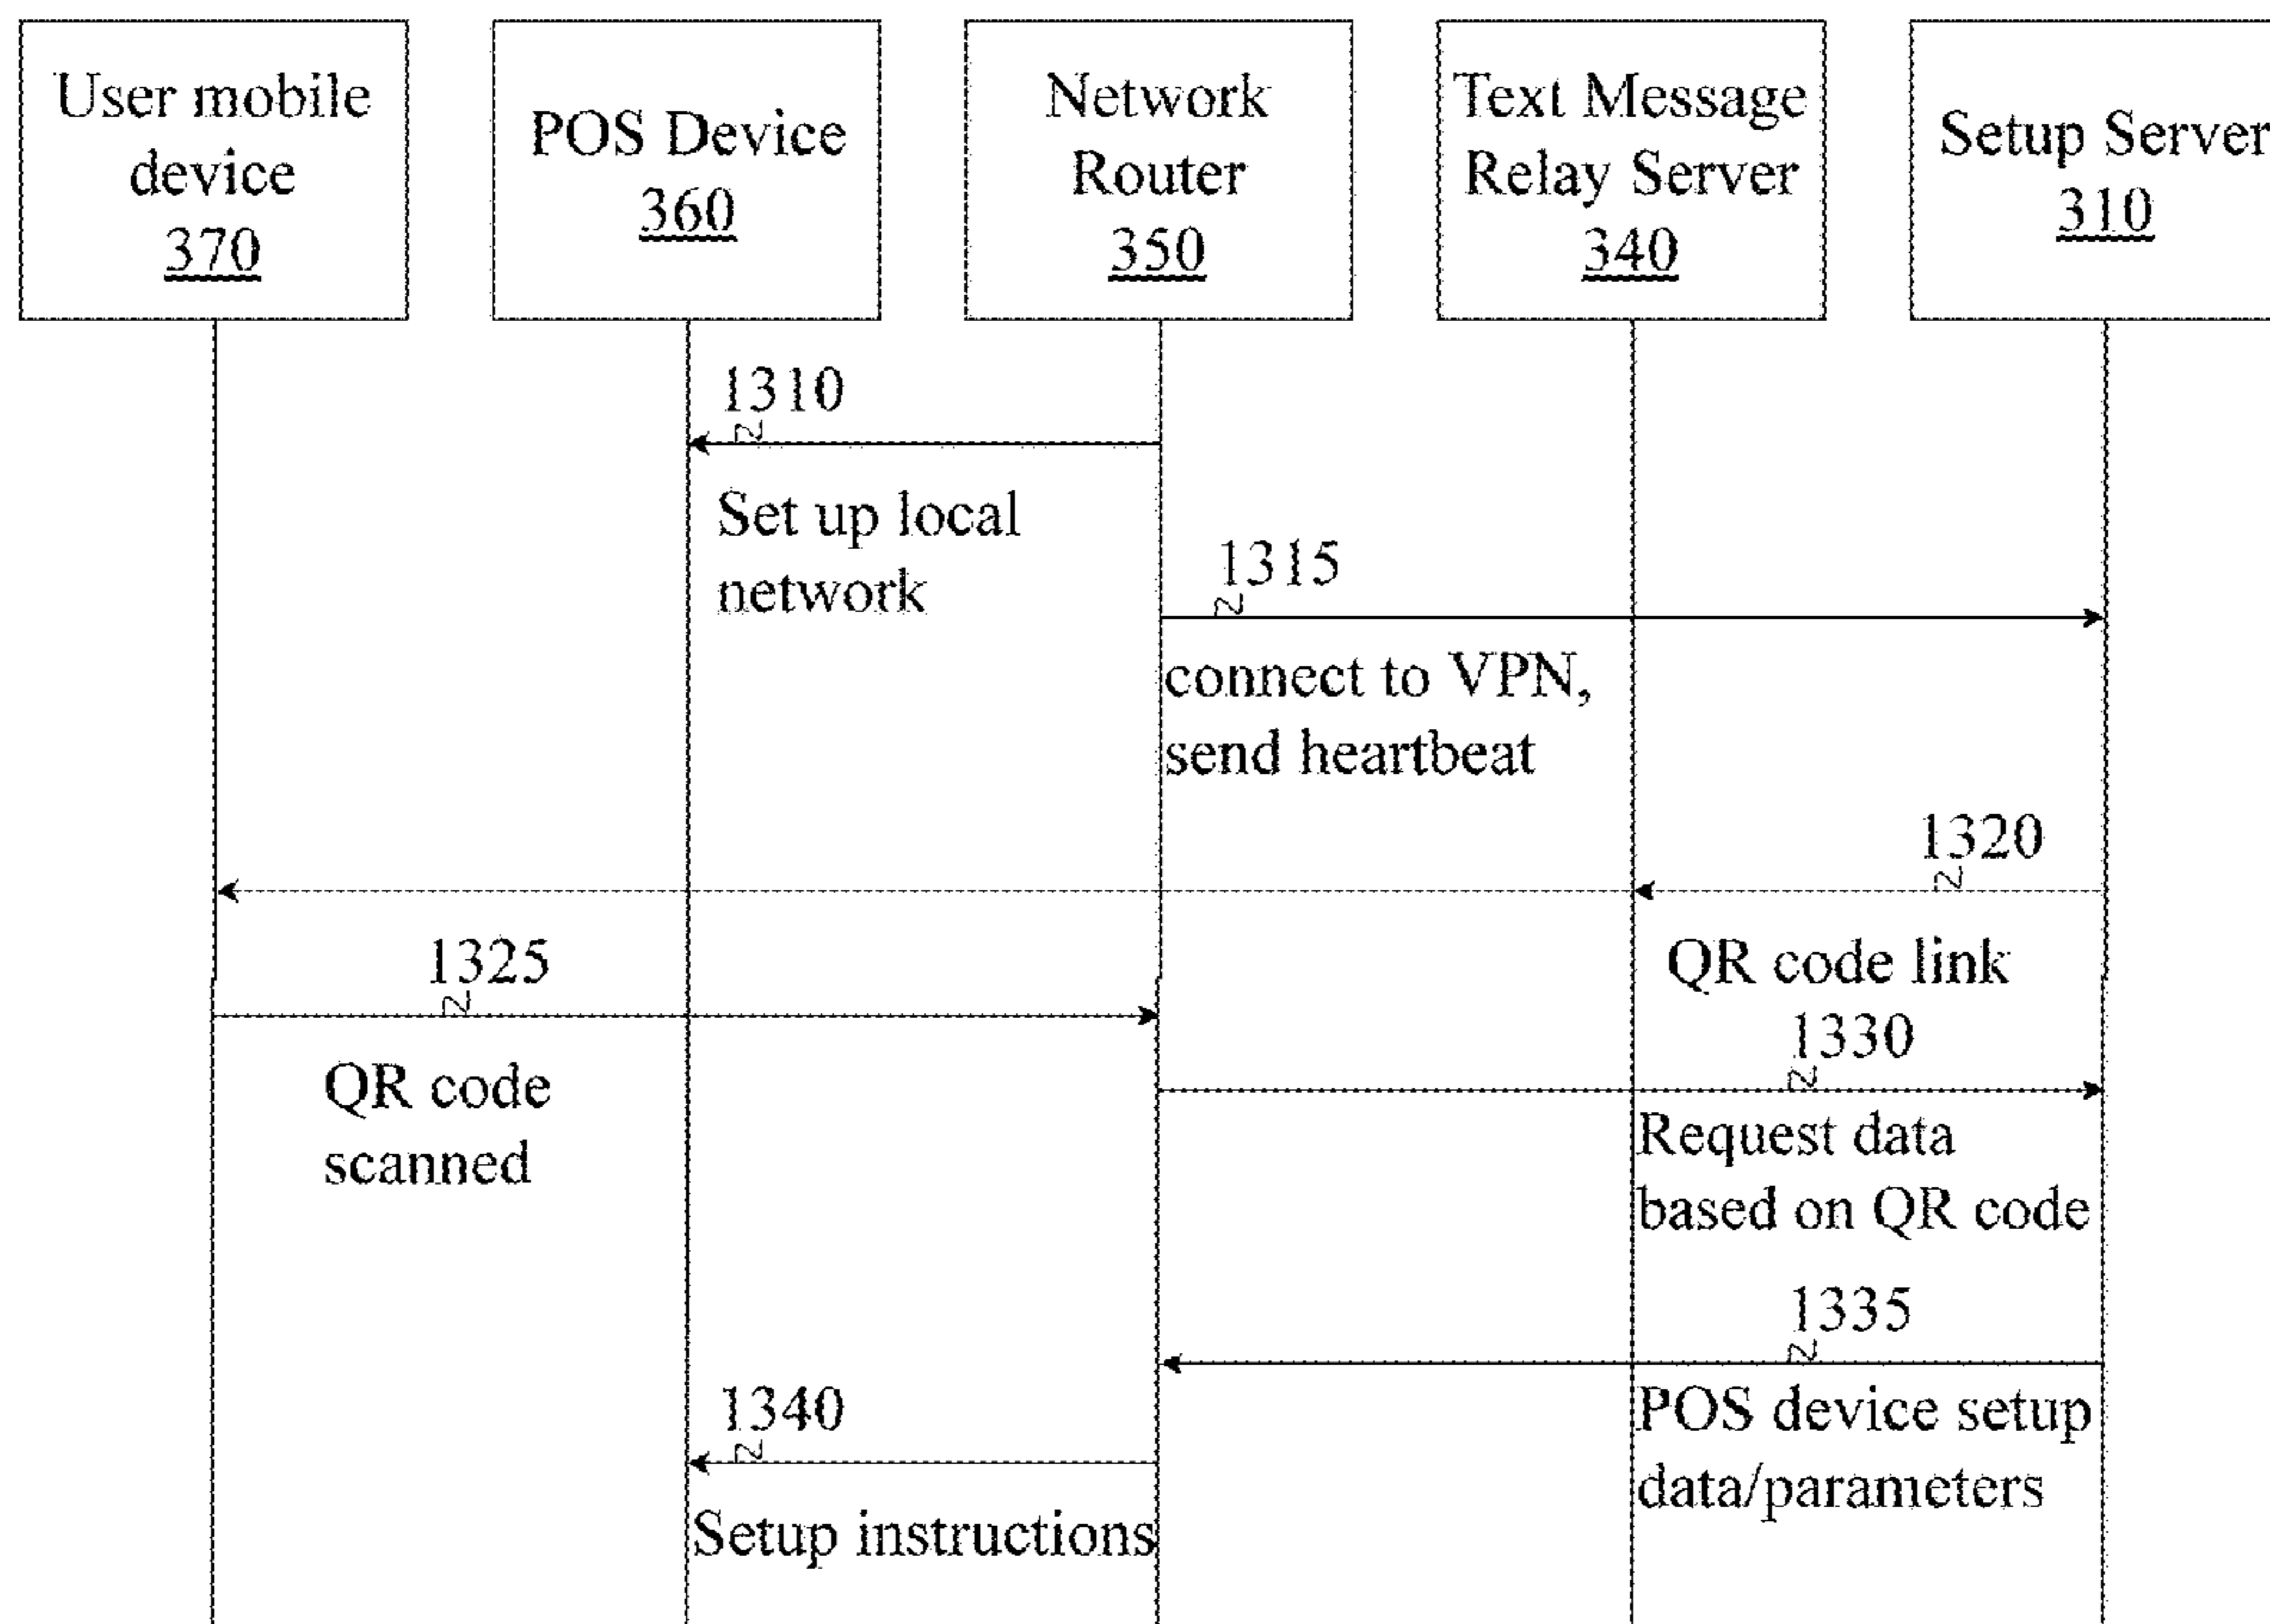 User mobile
device
370
POS Device
360
Network
Router
350
Text Message
Relay Server
340
Setup Server
310
1310
Set up local
network
1315
connect to VPN,
send heartbeat
1320
QR code link
1325
QR code
scanned
1330
Request data
based on QR code
1335
POS device setup
data/parameters
1340
Setup instructions